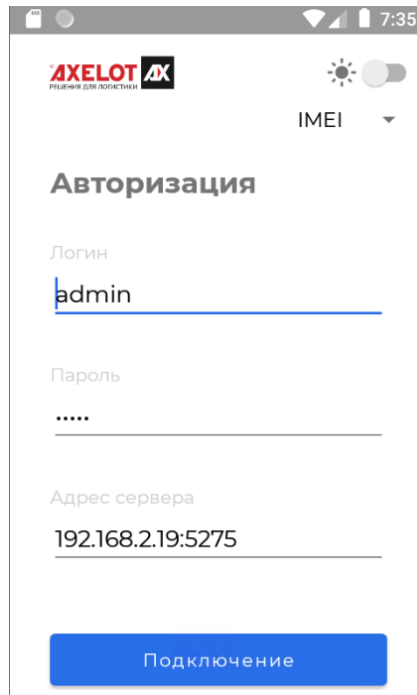 7:35
AXELOT AX
РЕШЕНИЯ ДЛЯ ЛОГИСТИКИ
IMEI
Авторизация
Логин
admin
Пароль
•••••
Адрес сервера
192.168.2.19:5275
Подключение